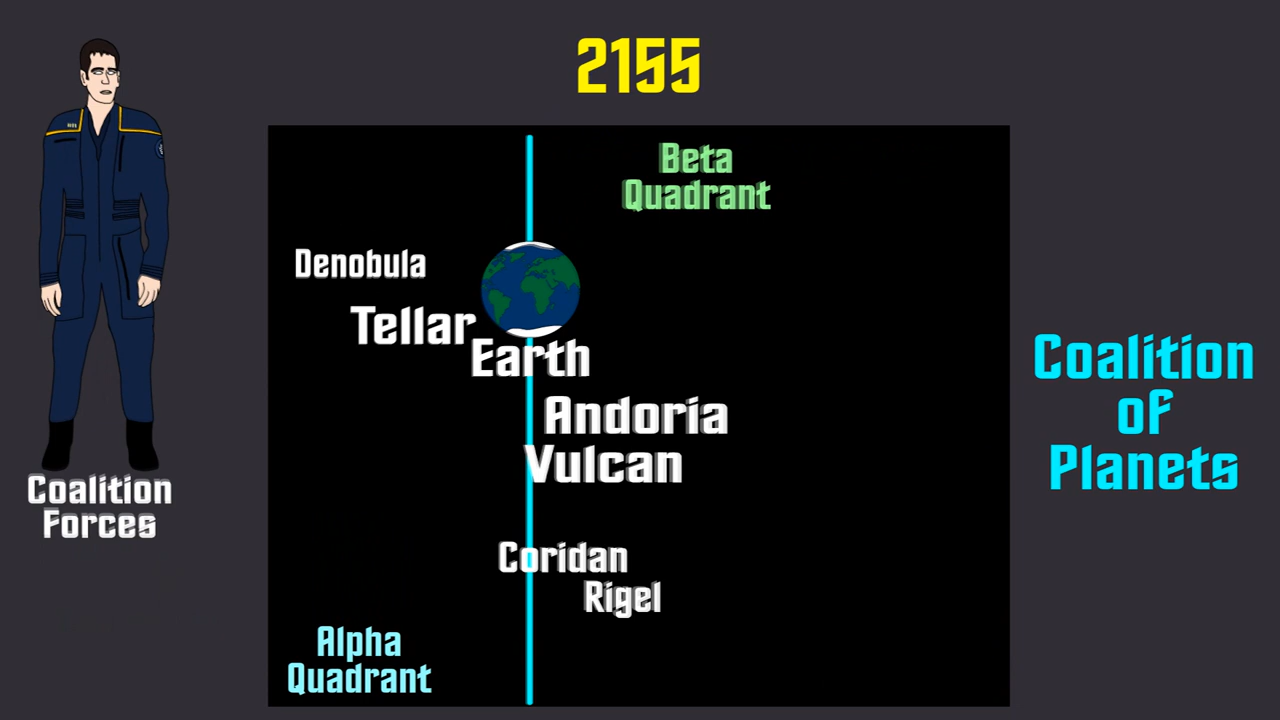 2155
Beta
Quadrant
Denobula
Tellar
Earth
Andoria
Vulcan
Coalition
of
Planets
Coalition
Forces
Coridan
Rigel
Alpha
Quadrant